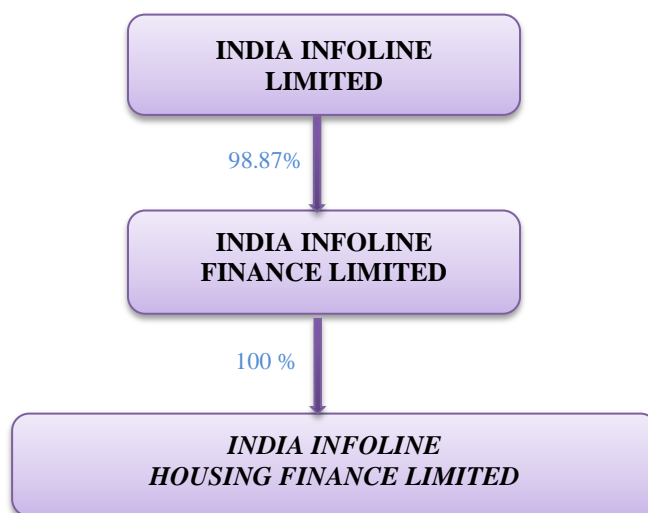 INDIA INFOLINE
LIMITED
98.87%
INDIA INFOLINE
FINANCE LIMITED
100 %
INDIA INFOLINE
HOUSING FINANCE LIMITED